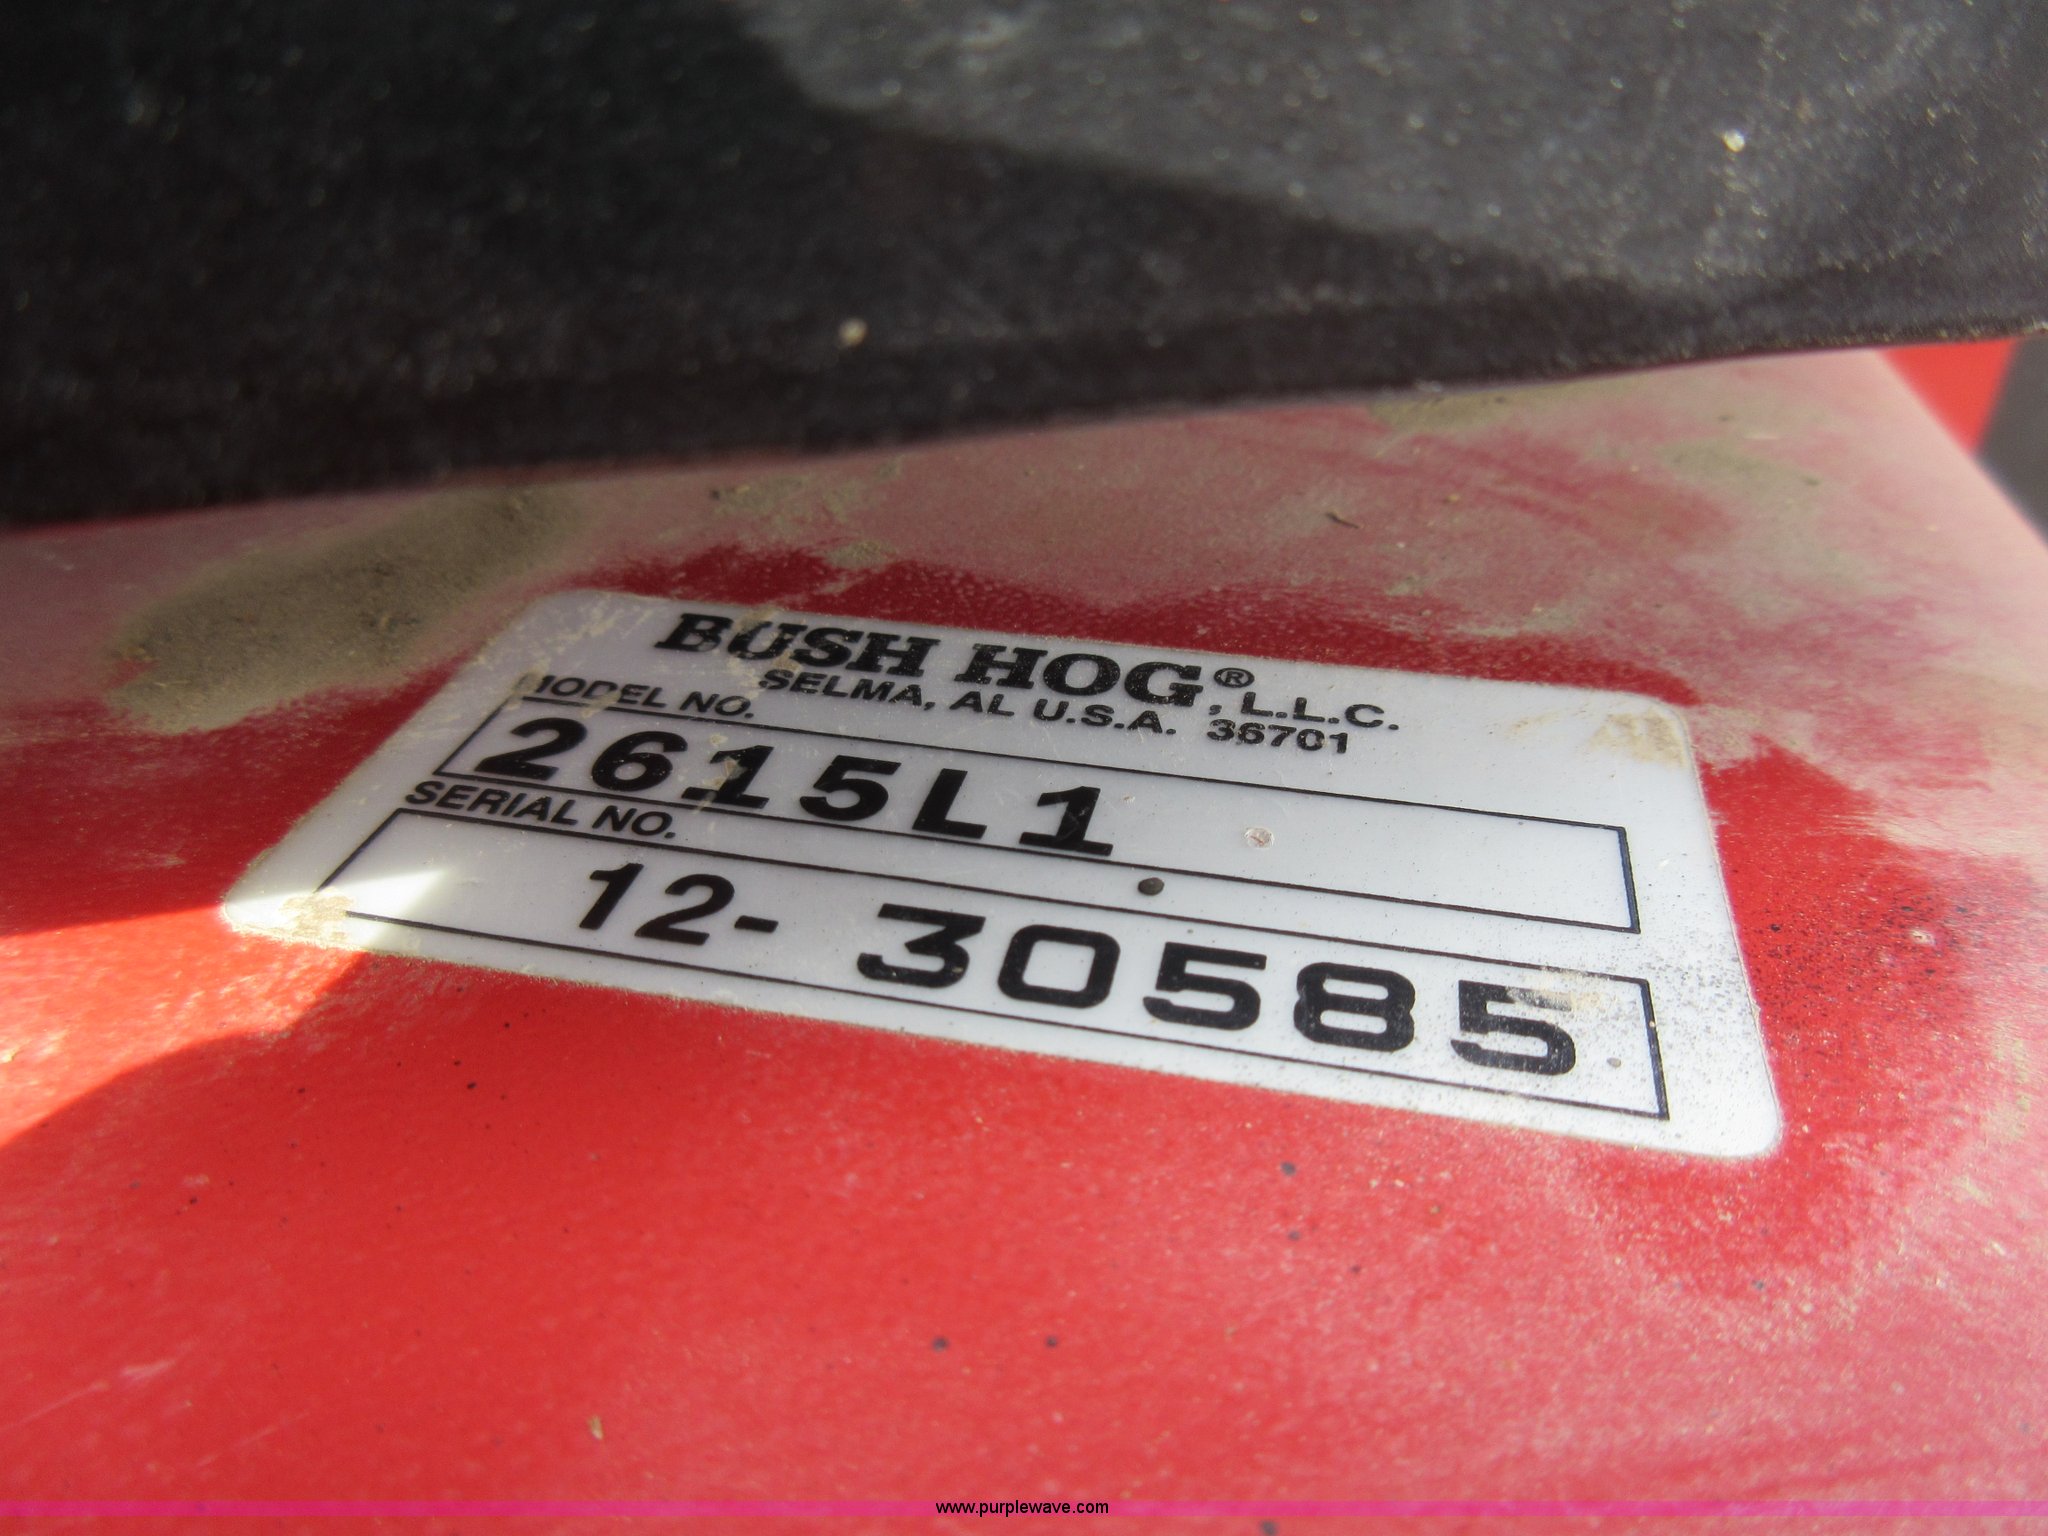 BUSH HOG®, L.L.C.
SELMA, AL U.S.A. 36701
MODEL NO.
2615L1
SERIAL NO.
12- 30585
www.purplewave.com